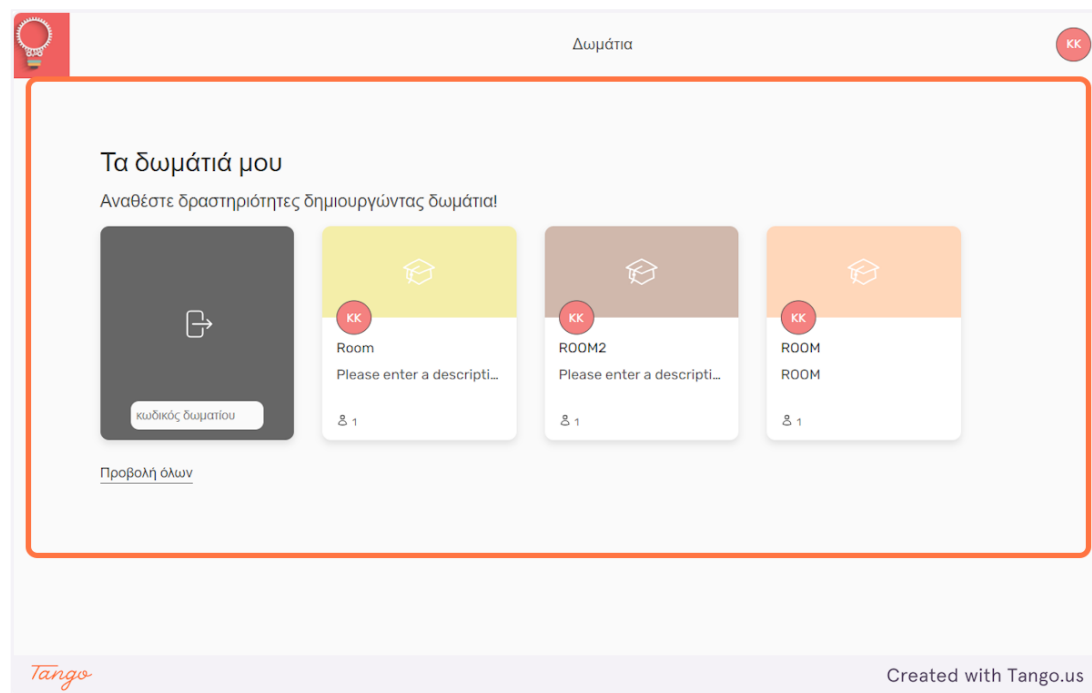 Δωμάτια
KK
Τα δωμάτιά μου
Αναθέστε δραστηριότητες δημιουργώντας δωμάτια!
κωδικός δωματίου
KK
Room
Please enter a descripti...
1
KK
ROOM2
Please enter a descripti...
1
KK
ROOM
ROOM
1
Προβολή όλων
Tango
Created with Tango.us